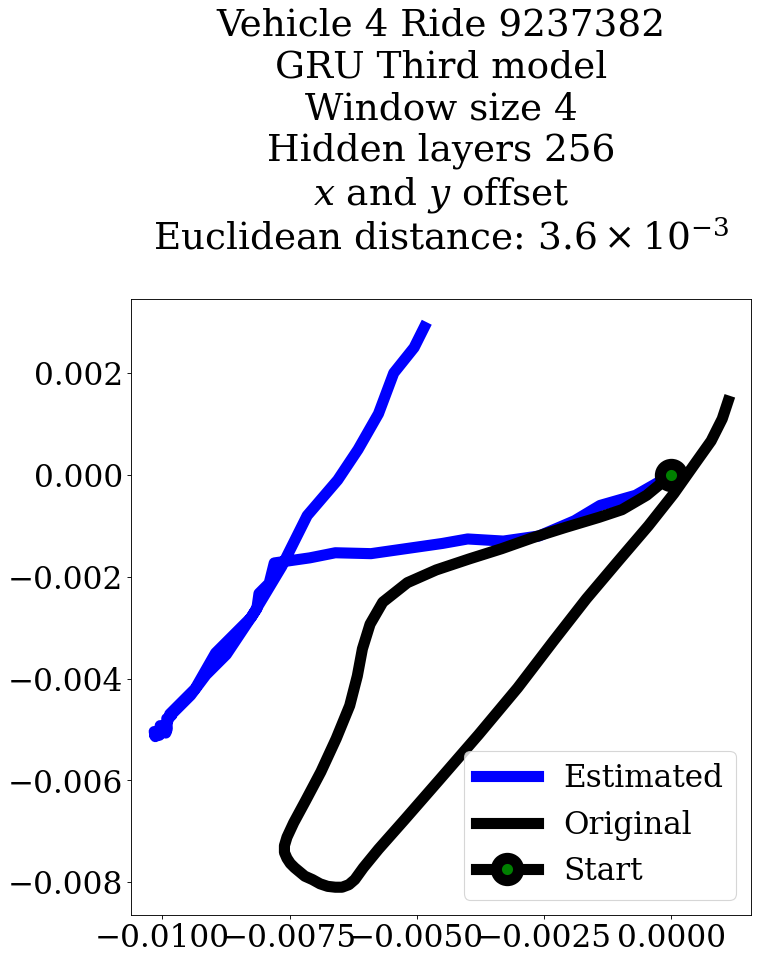 Vehicle 4 Ride 9237382
GRU Third model
Window size 4
Hidden layers 256
x and y offset
Euclidean distance: 3.6 × 10⁻³
0.002
0.000
−0.002
−0.004
−0.006
−0.008
Estimated
Original
Start
−0.0100 −0.0075 −0.0050 −0.0025 0.0000